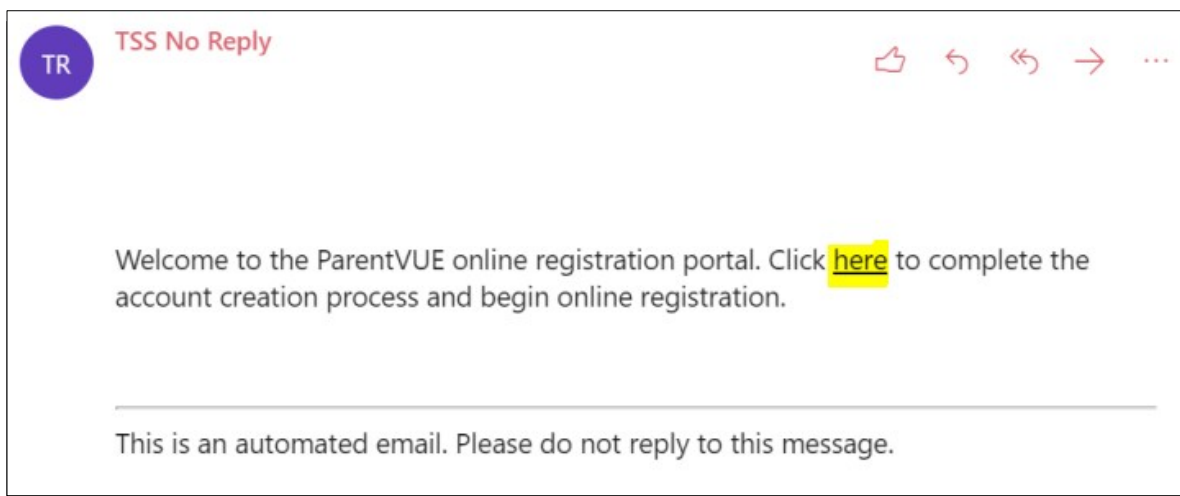 TR
TSS No Reply
Welcome to the ParentVUE online registration portal. Click here to complete the
account creation process and begin online registration.
This is an automated email. Please do not reply to this message.